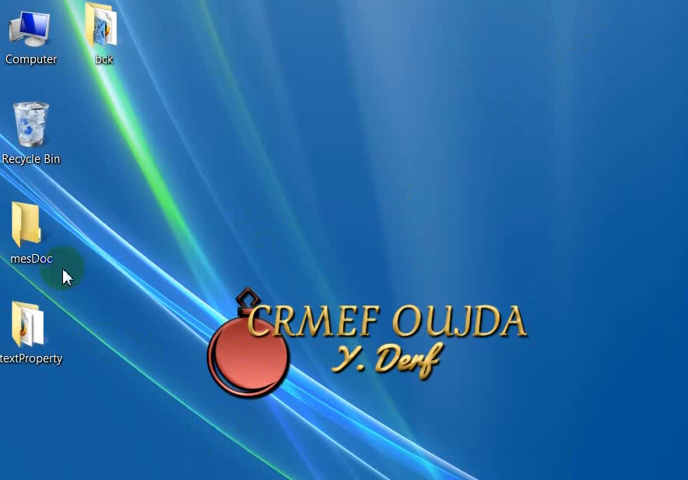 Computer
bck
Recycle Bin
mesDoc
textProperty
CRMEF OUJDA
Y. Derf